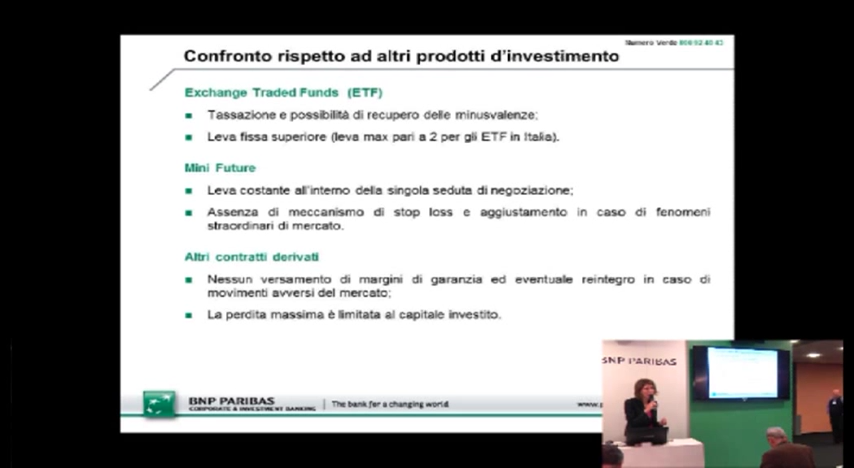 Numero Verde
Confronto rispetto ad altri prodotti d'investimento
Exchange Traded Funds (ETF)
Tassazione e possibilità di recupero delle minusvalenze;
Leva fissa superiore (leva max pari a 2 per gli ETF in Italia).
Mini Future
Leva costante all'interno della singola seduta di negoziazione;
Assenza di meccanismo di stop loss e aggiustamento in caso di fenomeni
straordinari di mercato.
Altri contratti derivati
Nessun versamento di margini di garanzia ed eventuale reintegro in caso di
movimenti avversi del mercato;
La perdita massima è limitata al capitale investito.
BNP PARIBAS
CORPORATE & INVESTMENT BANKING
The bank for a changing world
www.p
SNP PARIBAS